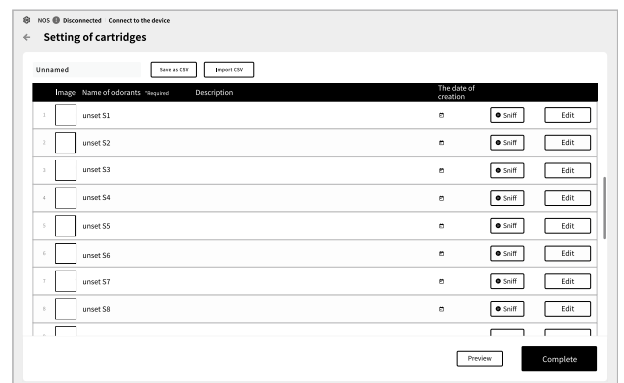 NOS Disconnected Connect to the device
Setting of cartridges
Unnamed Save as CSV Import CSV
Image Name of odorants *Required Description The date of creation
1 unset S1 Sniff Edit
2 unset S2 Sniff Edit
3 unset S3 Sniff Edit
4 unset S4 Sniff Edit
5 unset S5 Sniff Edit
6 unset S6 Sniff Edit
7 unset S7 Sniff Edit
8 unset S8 Sniff Edit
Preview Complete